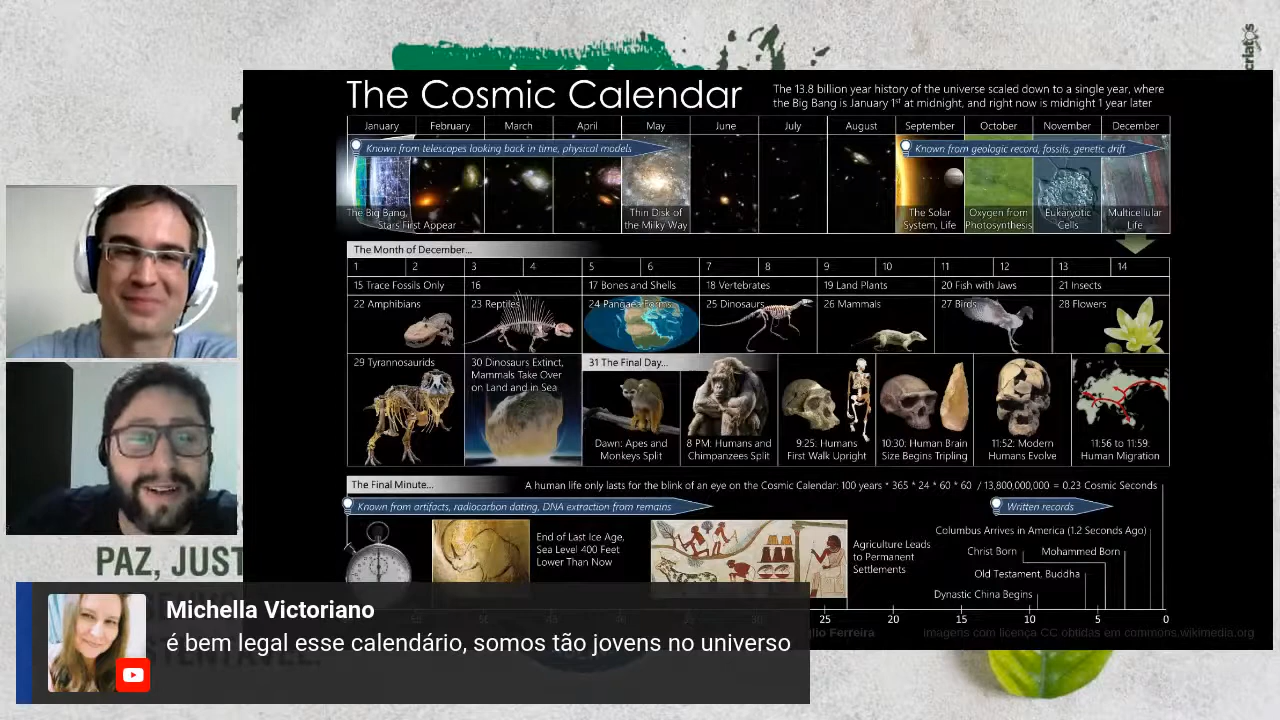 The Cosmic Calendar
The 13.8 billion year history of the universe scaled down to a single year, where
the Big Bang is January 1st at midnight, and right now is midnight 1 year later
January February March April May June July August September October November December
Known from telescopes looking back in time, physical models
Known from geologic record, fossils, genetic drift
The Big Bang,
Stars First Appear
Thin Disk of
the Milky Way
The Solar
System, Life
Oxygen from
Photosynthesis
Eukaryotic
Cells
Multicellular
Life
The Month of December...
1 2 3 4 5 6 7 8 9 10 11 12 13 14
15 Trace Fossils Only 16 17 Bones and Shells 18 Vertebrates 19 Land Plants 20 Fish with Jaws 21 Insects
22 Amphibians 23 Reptiles 24 Pangaea Forms 25 Dinosaurs 26 Mammals 27 Birds 28 Flowers
29 Tyrannosaurids
30 Dinosaurs Extinct,
Mammals Take Over
on Land and in Sea
31 The Final Day...
Dawn: Apes and
Monkeys Split
8 PM: Humans and
Chimpanzees Split
9:25: Humans
First Walk Upright
10:30: Human Brain
Size Begins Tripling
11:52: Modern
Humans Evolve
11:56 to 11:59:
Human Migration
The Final Minute...
A human life only lasts for the blink of an eye on the Cosmic Calendar: 100 years * 365 * 24 * 60 * 60 / 13,800,000,000 = 0.23 Cosmic Seconds
Known from artifacts, radiocarbon dating, DNA extraction from remains
Written records
End of Last Ice Age,
Sea Level 400 Feet
Lower Than Now
Agriculture Leads
to Permanent
Settlements
Columbus Arrives in America (1.2 Seconds Ago)
Christ Born Mohammed Born
Old Testament, Buddha
Dynastic China Begins
25 20 15 10 5 0
Ferreira imagens com licença CC obtidas em commons.wikimedia.org
PAZ, JUST
Michella Victoriano
é bem legal esse calendário, somos tão jovens no universo